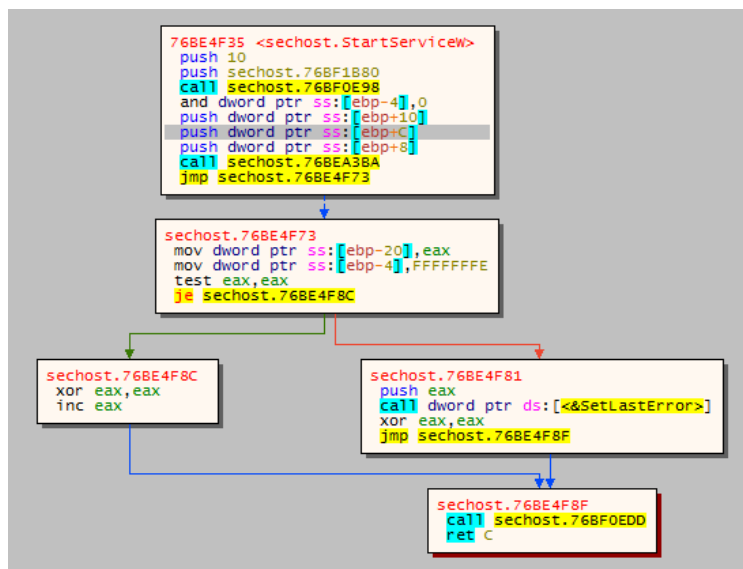 76BE4F35 <sechost.StartServiceW>
push 10
push sechost.76BF1B80
call sechost.76BF0E98
and dword ptr ss:[ebp-4],0
push dword ptr ss:[ebp+10]
push dword ptr ss:[ebp+C]
push dword ptr ss:[ebp+8]
call sechost.76BEA3BA
jmp sechost.76BE4F73
sechost.76BE4F73
mov dword ptr ss:[ebp-20],eax
mov dword ptr ss:[ebp-4],FFFFFFFE
test eax,eax
je sechost.76BE4F8C
sechost.76BE4F8C
xor eax,eax
inc eax
sechost.76BE4F81
push eax
call dword ptr ds:[<&SetLastError>]
xor eax,eax
jmp sechost.76BE4F8F
sechost.76BE4F8F
call sechost.76BF0EDD
ret C